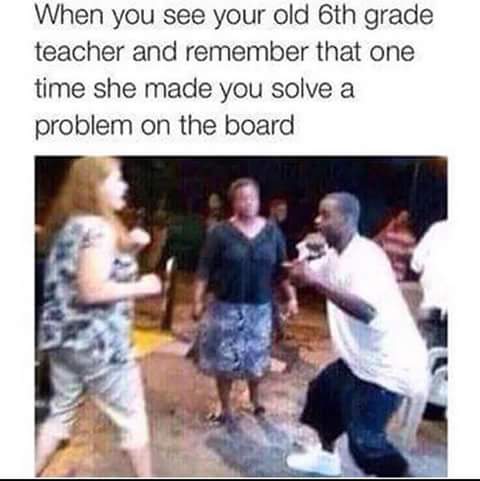 When you see your old 6th grade
teacher and remember that one
time she made you solve a
problem on the board